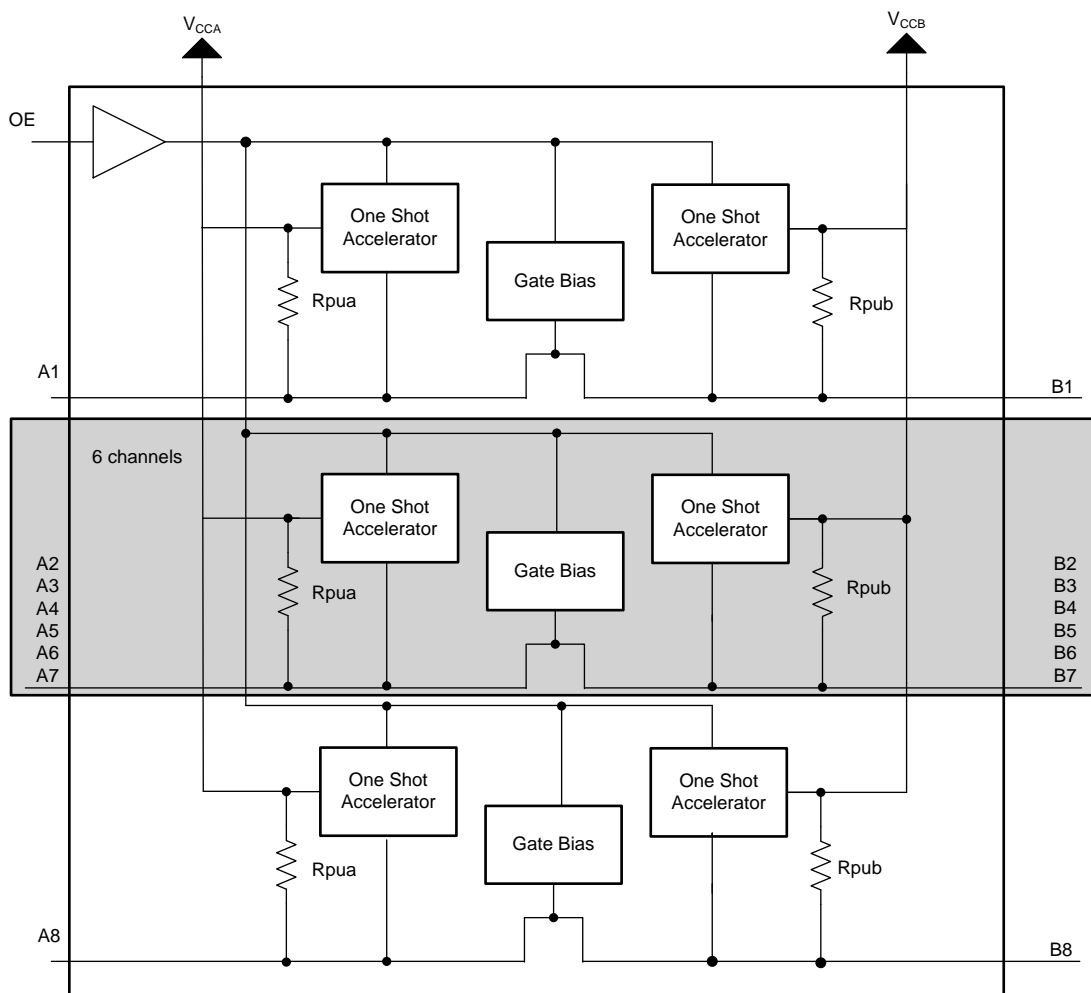 VCCA
VCCB
OE
One Shot
Accelerator
One Shot
Accelerator
Gate Bias
Rpua
Rpub
A1
B1
6 channels
One Shot
Accelerator
One Shot
Accelerator
Gate Bias
Rpua
Rpub
A2
A3
A4
A5
A6
A7
B2
B3
B4
B5
B6
B7
One Shot
Accelerator
One Shot
Accelerator
Gate Bias
Rpua
Rpub
A8
B8